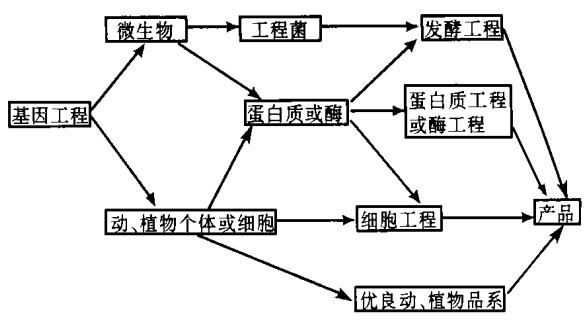 微生物
工程菌
发酵工程
基因工程
蛋白质或酶
蛋白质工程
或酶工程
动、植物个体或细胞
细胞工程
产品
优良动、植物品系